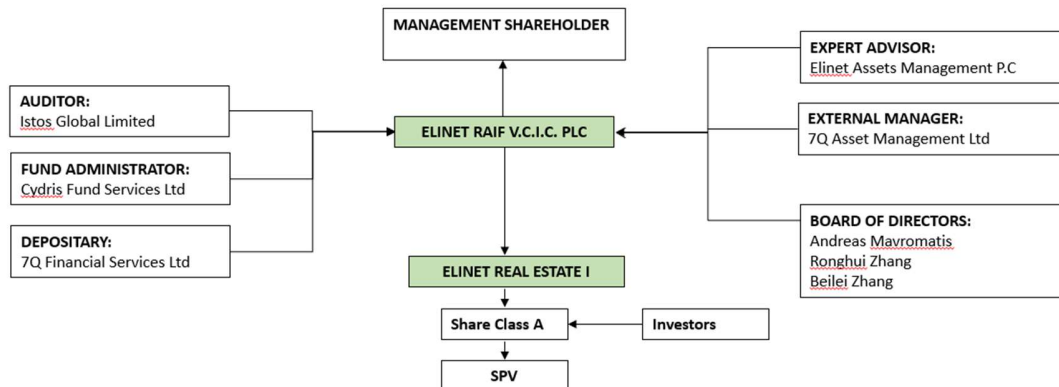 MANAGEMENT SHAREHOLDER
EXPERT ADVISOR:
Elinet Assets Management P.C
AUDITOR:
Istos Global Limited
ELINET RAIF V.C.I.C. PLC
EXTERNAL MANAGER:
7Q Asset Management Ltd
FUND ADMINISTRATOR:
Cydris Fund Services Ltd
DEPOSITARY:
7Q Financial Services Ltd
BOARD OF DIRECTORS:
Andreas Mavromatis
Ronghui Zhang
Beilei Zhang
ELINET REAL ESTATE I
Share Class A
Investors
SPV